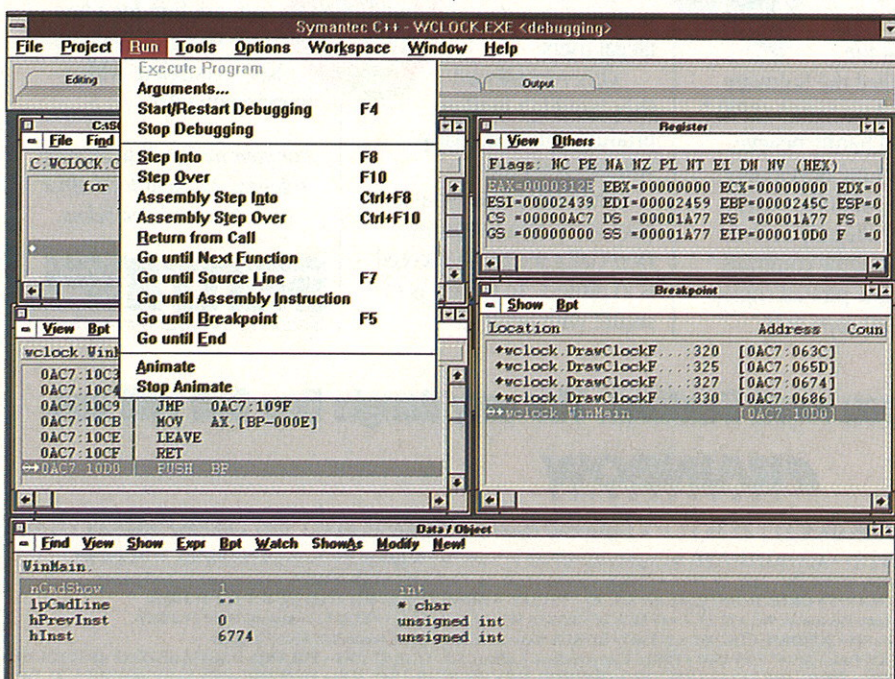 Symantec C++ - WCLOCK.EXE <debugging>
File Project Run Tools Options Workspace Window Help
Editing
Output
Execute Program
Arguments...
Start/Restart Debugging F4
Stop Debugging
Step Into F8
Step Over F10
Assembly Step Into Ctrl+F8
Assembly Step Over Ctrl+F10
Return from Call
Go until Next Function
Go until Source Line F7
Go until Assembly Instruction
Go until Breakpoint F5
Go until End
Animate
Stop Animate
File Find
C:WCLOCK.C
for
Register
View Others
Flags: NC PE NA NZ PL NT EI DN NV (HEX)
EAX=0000312E EBX=00000000 ECX=00000000 EDX=0
ESI=00002439 EDI=00002459 EBP=0000245C ESP=0
CS =00000AC7 DS =00001A77 ES =00001A77 FS =0
GS =00000000 SS =00001A77 EIP=000010D0 F =0
View Bpt
wclock.WinM
0AC7:10C3
0AC7:10C4
0AC7:10C9 JMP 0AC7:109F
0AC7:10CB MOV AX,[BP-000E]
0AC7:10CE LEAVE
0AC7:10CF RET
0AC7:10D0 PUSH BP
Breakpoint
Show Bpt
Location Address Coun
wclock.DrawClockF...:320 [0AC7:063C]
wclock.DrawClockF...:325 [0AC7:065D]
wclock.DrawClockF...:327 [0AC7:0674]
wclock.DrawClockF...:330 [0AC7:0686]
wclock.WinMain [0AC7:10D0]
Data / Object
Find View Show Expr Bpt Watch ShowAs Modify New!
WinMain.
nCmdShow 1 int
lpCmdLine "" * char
hPrevInst 0 unsigned int
hInst 6774 unsigned int